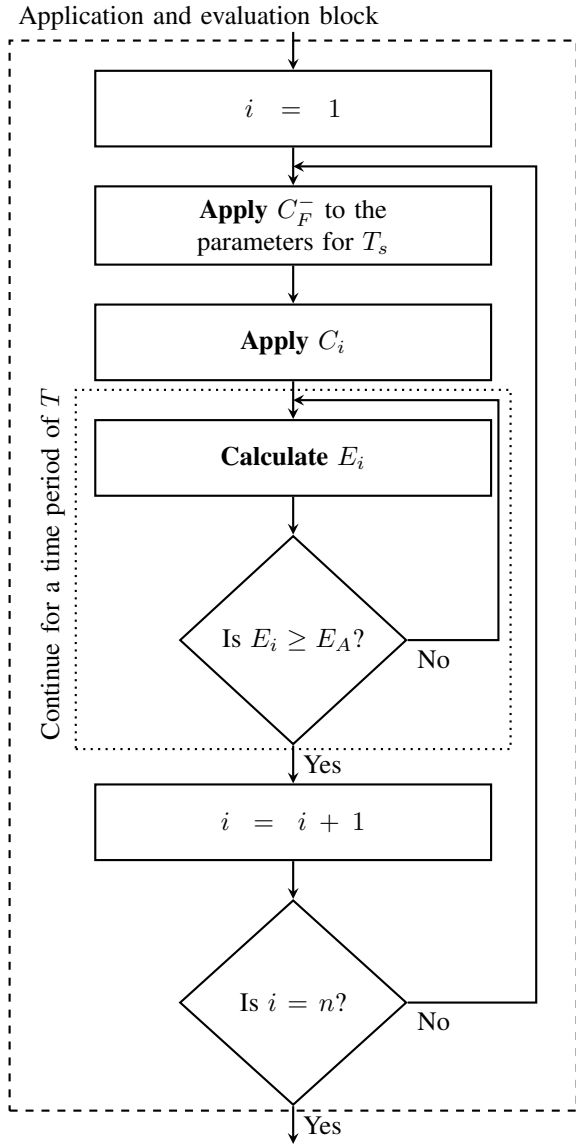 Application and evaluation block
i = 1
Apply $C_F^-$ to the
parameters for $T_s$
Apply $C_i$
Continue for a time period of $T$
Calculate $E_i$
Is $E_i \geq E_A$?
No
Yes
i = i + 1
Is $i = n$?
No
Yes